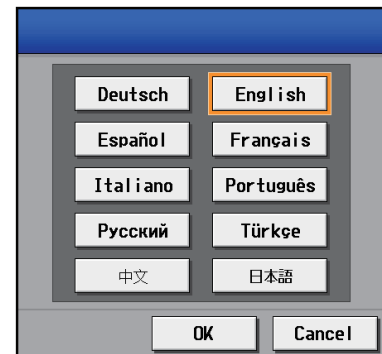 Deutsch English
Español Français
Italiano Português
Русский Türkçe
中文 日本語
OK Cancel